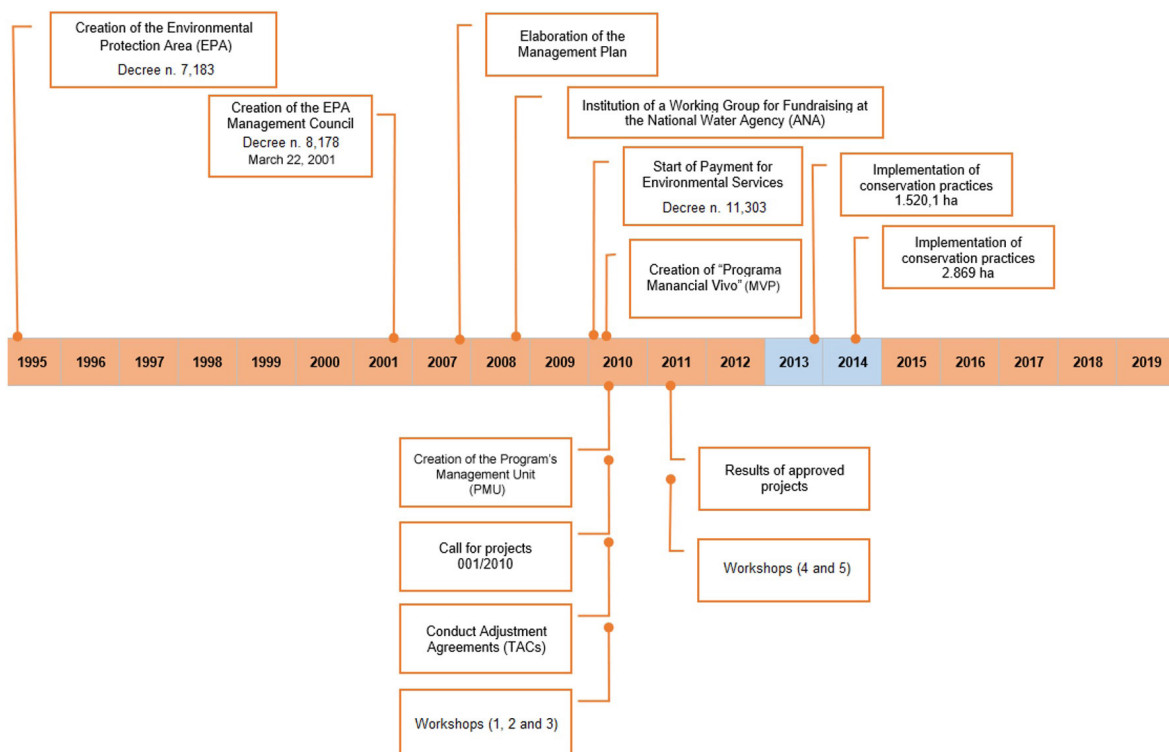 Creation of the Environmental
Protection Area (EPA)
Decree n. 7,183
Creation of the EPA
Management Council
Decree n. 8,178
March 22, 2001
Elaboration of the
Management Plan
Institution of a Working Group for Fundraising at
the National Water Agency (ANA)
Start of Payment for
Environmental Services
Decree n. 11,303
Creation of “Programa
Manancial Vivo” (MVP)
Implementation of
conservation practices
1.520,1 ha
Implementation of
conservation practices
2.869 ha
1995 1996 1997 1998 1999 2000 2001 2007 2008 2009 2010 2011 2012 2013 2014 2015 2016 2017 2018 2019
Creation of the Program’s
Management Unit
(PMU)
Call for projects
001/2010
Conduct Adjustment
Agreements (TACs)
Workshops (1, 2 and 3)
Results of approved
projects
Workshops (4 and 5)